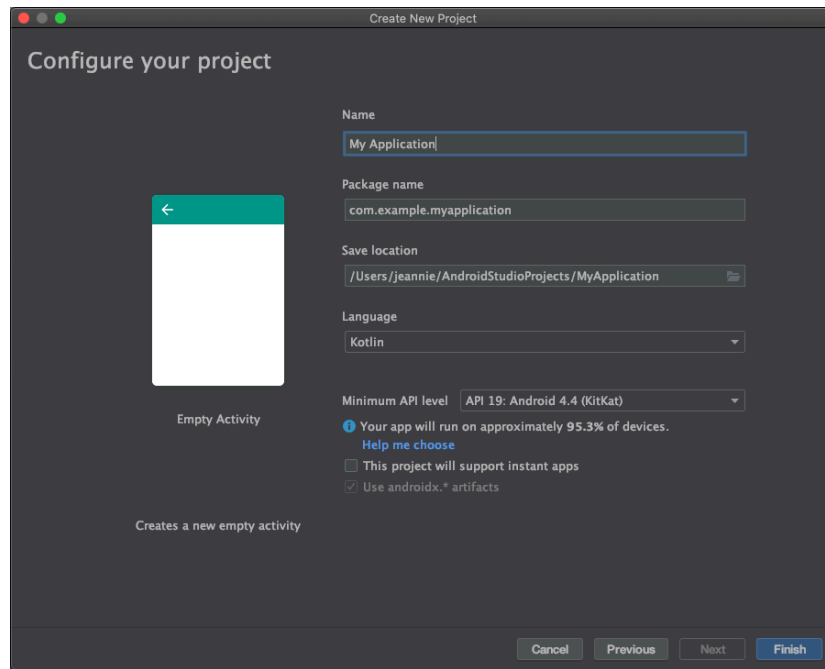 Create New Project
Configure your project
Name
My Application
Package name
com.example.myapplication
Save location
/Users/jeannie/AndroidStudioProjects/MyApplication
Language
Kotlin
Empty Activity
Minimum API level API 19: Android 4.4 (KitKat)
Your app will run on approximately 95.3% of devices.
Help me choose
This project will support instant apps
Use androidx.* artifacts
Creates a new empty activity
Cancel Previous Next Finish